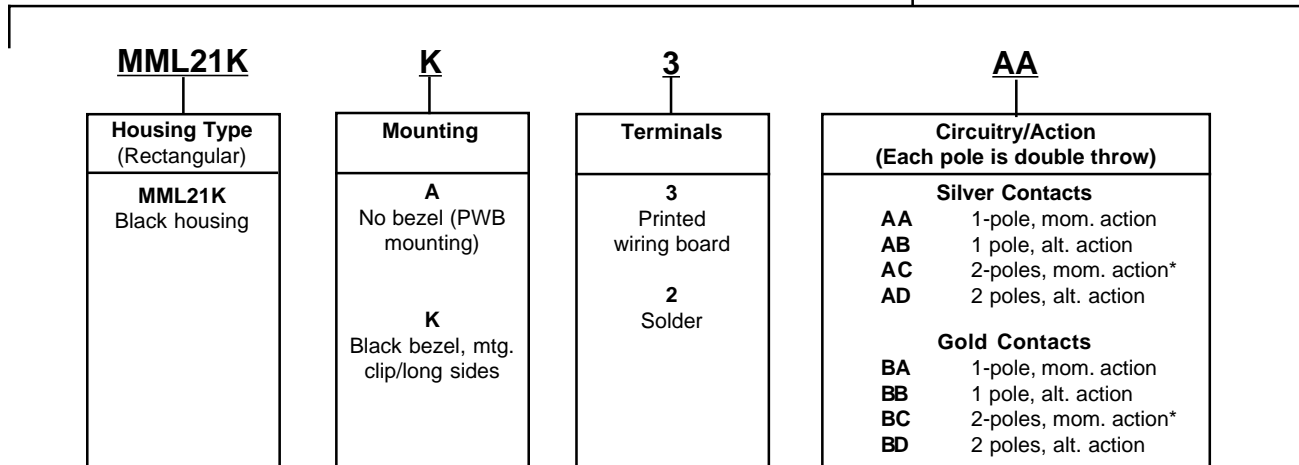 MML21K K 3 AA
Housing Type
(Rectangular)
MML21K
Black housing
Mounting
A
No bezel (PWB
mounting)
K
Black bezel, mtg.
clip/long sides
Terminals
3
Printed
wiring board
2
Solder
Circuitry/Action
(Each pole is double throw)
Silver Contacts
AA 1-pole, mom. action
AB 1 pole, alt. action
AC 2-poles, mom. action*
AD 2 poles, alt. action
Gold Contacts
BA 1-pole, mom. action
BB 1 pole, alt. action
BC 2-poles, mom. action*
BD 2 poles, alt. action